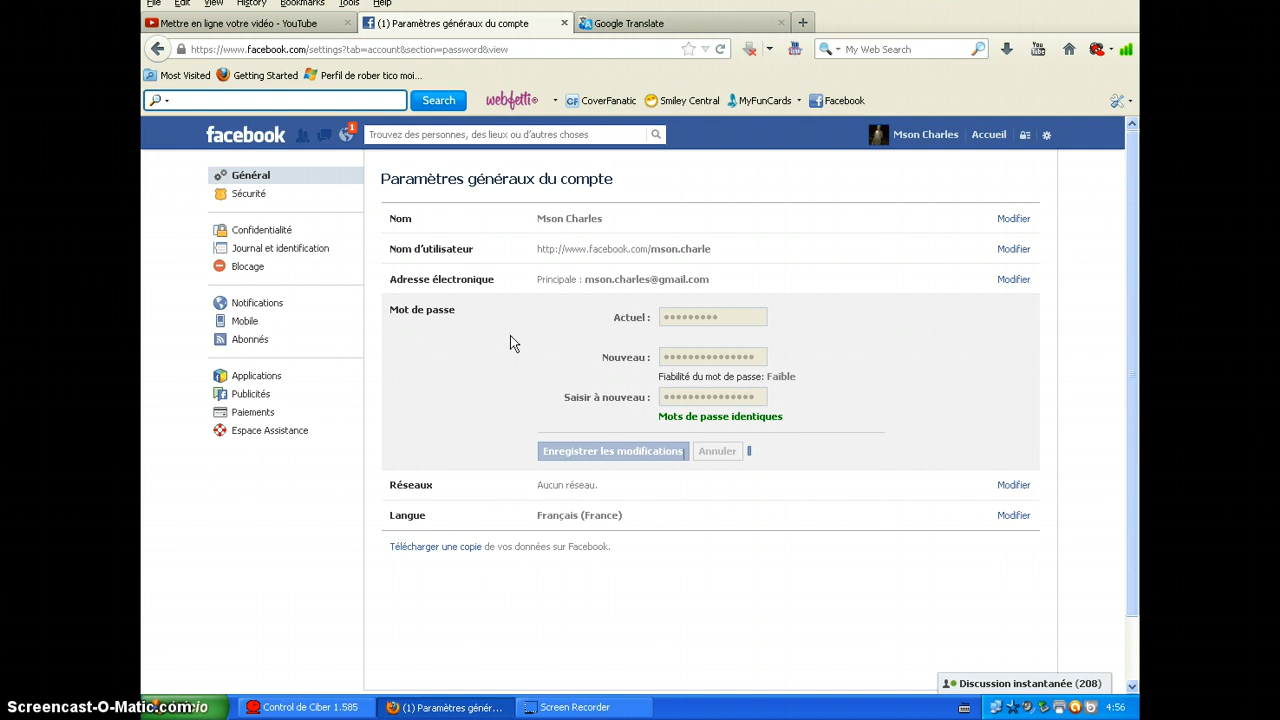 File Edit View History Bookmarks Tools Help
Mettre en ligne votre vidéo - YouTube
(1) Paramètres généraux du compte
Google Translate
https://www.facebook.com/settings?tab=account&section=password&view
My Web Search
Most Visited Getting Started Perfil de rober tico moi...
Search webfetti CoverFanatic Smiley Central MyFunCards Facebook
facebook 1 Trouvez des personnes, des lieux ou d'autres choses Mson Charles Accueil
Général
Sécurité
Confidentialité
Journal et identification
Blocage
Notifications
Mobile
Abonnés
Applications
Publicités
Paiements
Espace Assistance
Paramètres généraux du compte
Nom Mson Charles Modifier
Nom d'utilisateur http://www.facebook.com/mson.charle Modifier
Adresse électronique Principale : mson.charles@gmail.com Modifier
Mot de passe Actuel : •••••••••
Nouveau : •••••••••••••••
Fiabilité du mot de passe: Faible
Saisir à nouveau : •••••••••••••••
Mots de passe identiques
Enregistrer les modifications Annuler
Réseaux Aucun réseau. Modifier
Langue Français (France) Modifier
Télécharger une copie de vos données sur Facebook.
Discussion instantanée (208)
Screencast-O-Matic.com Control de Ciber 1.585 (1) Paramètres génér... Screen Recorder 4:56